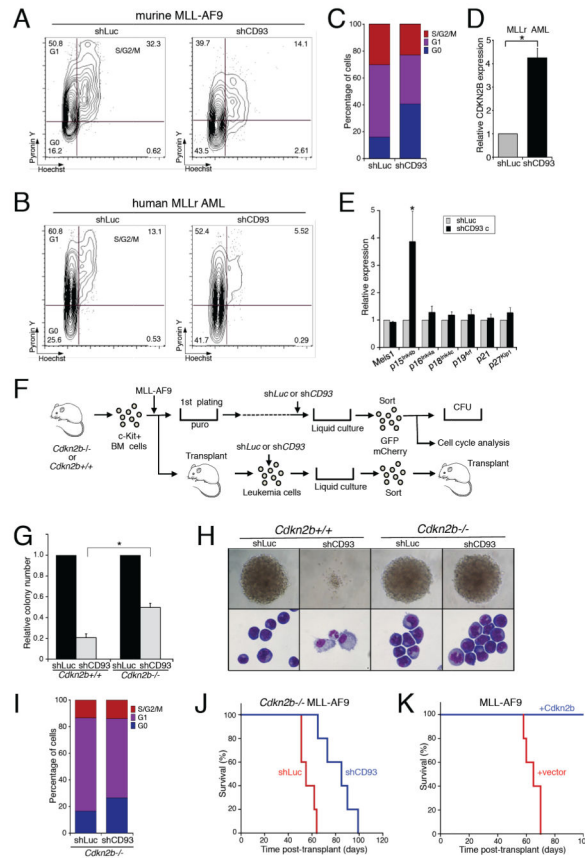 A
murine MLL-AF9
shLuc
shCD93
50.8
G1
S/G2/M
32.3
39.7
14.1
Pyronin Y
G0
16.2
0.62
43.5
2.61
Hoechst
Hoechst
B
human MLLr AML
shLuc
shCD93
60.8
G1
S/G2/M
13.1
52.4
5.52
Pyronin Y
G0
25.6
0.53
41.7
0.29
Hoechst
Hoechst
C
Percentage of cells
100
80
60
40
20
0
shLuc shCD93
S/G2/M
G1
G0
D
MLLr AML
*
Relative CDKN2B expression
5
4
3
2
1
0
shLuc shCD93
E
Relative expression
6
5
4
2
1
0
*
shLuc
shCD93 c
Meis1
p15Ink4b
p16Ink4a
p18Ink4c
p19Arf
p21
p27Kip1
F
MLL-AF9
Cdkn2b-/-
or
Cdkn2b+/+
c-Kit+
BM cells
1st plating
puro
shLuc or shCD93
Liquid culture
Sort
GFP
mCherry
CFU
Cell cycle analysis
Transplant
shLuc or shCD93
Leukemia cells
Liquid culture
Sort
Transplant
G
Relative colony number
1.0
0.8
0.6
0.4
0.2
0
*
shLuc shCD93 shLuc shCD93
Cdkn2b+/+ Cdkn2b-/-
H
Cdkn2b+/+ Cdkn2b-/-
shLuc shCD93 shLuc shCD93
I
Percentage of cells
100
80
60
40
20
0
S/G2/M
G1
G0
shLuc shCD93
Cdkn2b-/-
J
Cdkn2b-/- MLL-AF9
Survival (%)
100
80
60
40
20
shLuc
shCD93
0 20 40 60 80 100 120
Time post-transplant (days)
K
MLL-AF9
+Cdkn2b
Survival (%)
100
80
60
40
20
+vector
0 20 40 60 80 100
Time post-transplant (days)